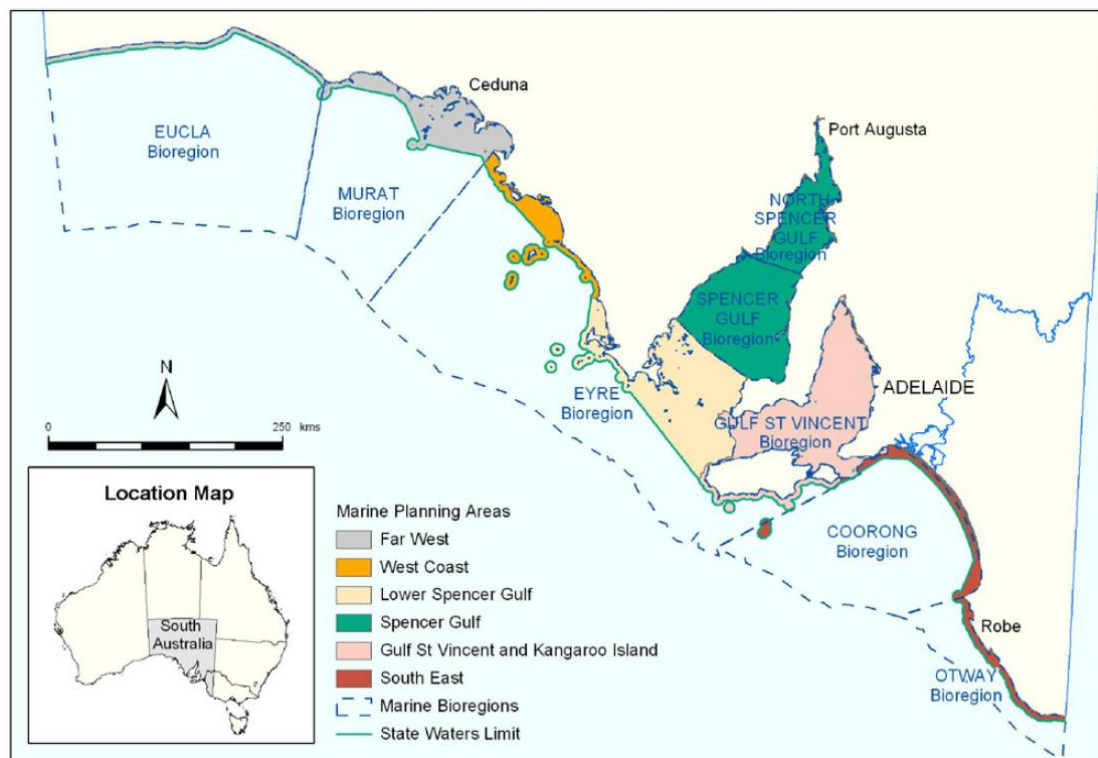 Ceduna
Port Augusta
EUCLA
Bioregion
MURAT
Bioregion
NORTH
SPENCER
GULF
Bioregion
SPENCER
GULF
Bioregion
ADELAIDE
EYRE
Bioregion
GULF ST VINCENT
Bioregion
N
0
250 kms
COORONG
Bioregion
Robe
OTWAY
Bioregion
Location Map
South
Australia
Marine Planning Areas
Far West
West Coast
Lower Spencer Gulf
Spencer Gulf
Gulf St Vincent and Kangaroo Island
South East
Marine Bioregions
State Waters Limit